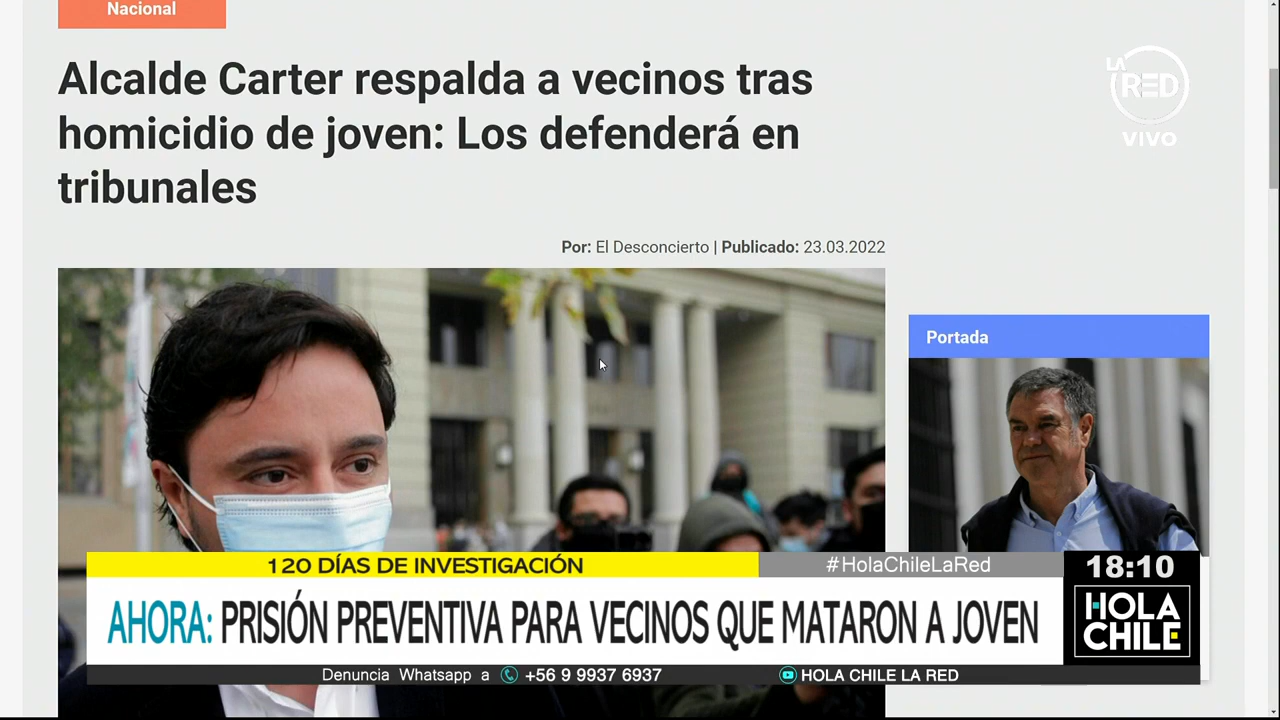 Nacional
Alcalde Carter respalda a vecinos tras
homicidio de joven: Los defenderá en
tribunales
LA
RED
VIVO
Por: El Desconcierto | Publicado: 23.03.2022
Portada
120 DÍAS DE INVESTIGACIÓN
#HolaChileLaRed
18:10
AHORA: PRISIÓN PREVENTIVA PARA VECINOS QUE MATARON A JOVEN
HOLA
CHILE
Denuncia Whatsapp a +56 9 9937 6937
HOLA CHILE LA RED